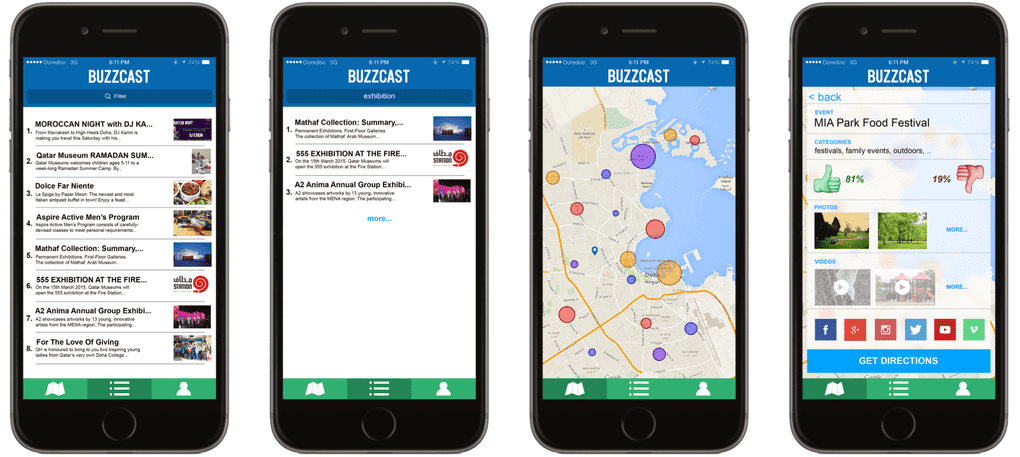 Ooredoo 3G 6:11 PM 74%
BUZZCAST
Filter
1. MOROCCAN NIGHT with DJ KA...
From Marrakesh to High Heels Doha, DJ Karim is
making you travel this Saturday with his...
2. Qatar Museum RAMADAN SUM...
Qatar Museums welcomes children ages 5-11 to a
week-long Ramadan Summer Camp. By...
3. Dolce Far Niente
La Spiga by Paper Moon. The newest and most
Italian antipasti buffet in town! Enjoy a feast...
4. Aspire Active Men's Program
Aspire Active Men's Program consists of carefully-
devised classes to meet personal requirements...
5. Mathaf Collection: Summary,...
Permanent Exhibitions, First-Floor Galleries.
The collection of Mathaf: Arab Museum...
6. 555 EXHIBITION AT THE FIRE...
On the 15th March 2015, Qatar Museums will
open the 555 exhibition at the Fire Station...
مطافئ
STATION
7. A2 Anima Annual Group Exhibi...
A2 showcases artworks by 13 young, innovative
artists from the MENA region. The participating...
8. For The Love Of Giving
QH is honoured to bring to you two inspiring young
ladies from Qatar's very own Doha College...
Ooredoo 3G 6:11 PM 74%
BUZZCAST
exhibition
1. Mathaf Collection: Summary,...
Permanent Exhibitions, First-Floor Galleries.
The collection of Mathaf: Arab Museum...
2. 555 EXHIBITION AT THE FIRE...
On the 15th March 2015, Qatar Museums will
open the 555 exhibition at the Fire Station...
مطافئ
STATION
3. A2 Anima Annual Group Exhibi...
A2 showcases artworks by 13 young, innovative
artists from the MENA region. The participating...
more...
Ooredoo 3G 6:11 PM 74%
BUZZCAST
الدوحة
Ooredoo 3G 6:11 PM 74%
BUZZCAST
< back
EVENT
MIA Park Food Festival
CATEGORIES
festivals, family events, outdoors, ...
81% 19%
PHOTOS
MORE...
VIDEOS
MORE...
GET DIRECTIONS